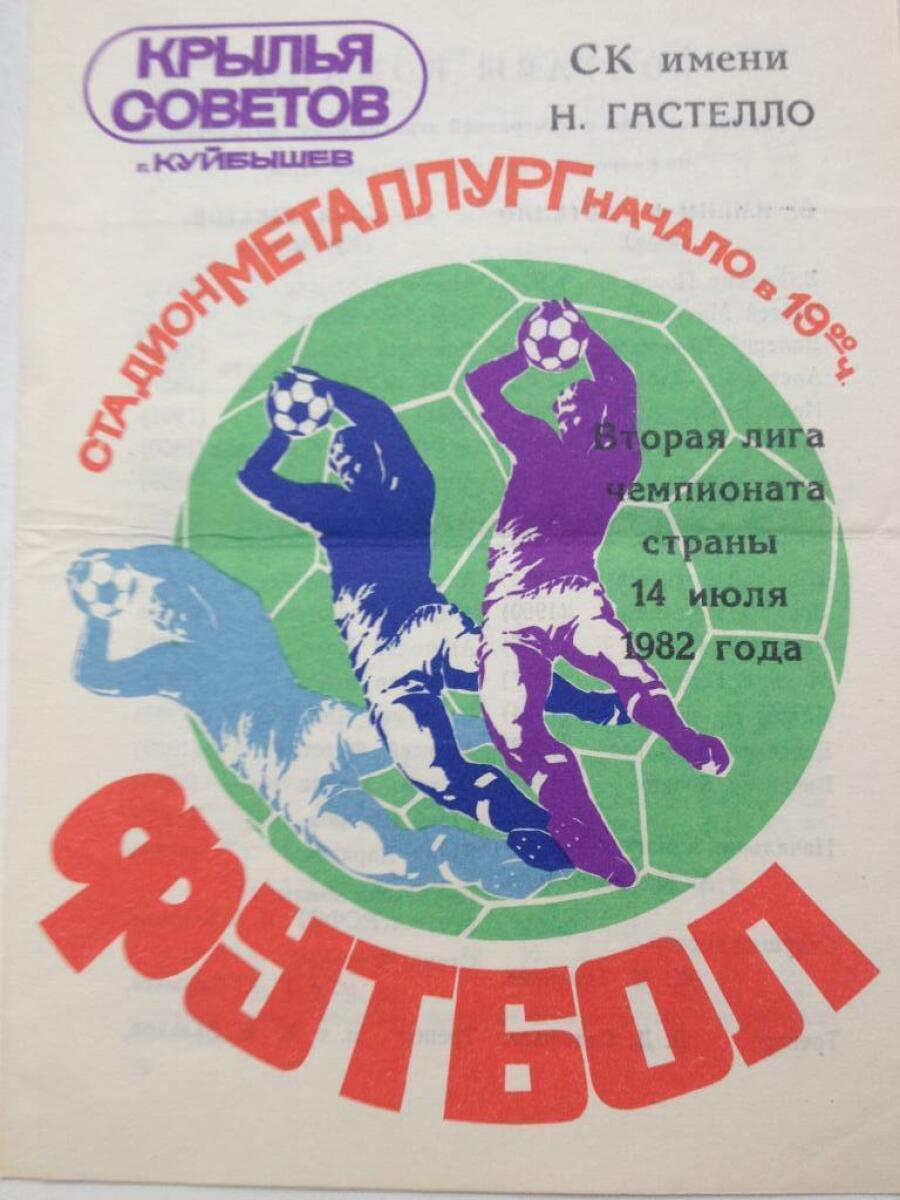 КРЫЛЬЯ
СОВЕТОВ
г. КУЙБЫШЕВ
СК имени
Н. ГАСТЕЛЛО
СТАДИОН МЕТАЛЛУРГ НАЧАЛО в 19 00 ч.
Вторая лига
чемпионата
страны
14 июля
1982 года
ФУТБОЛ